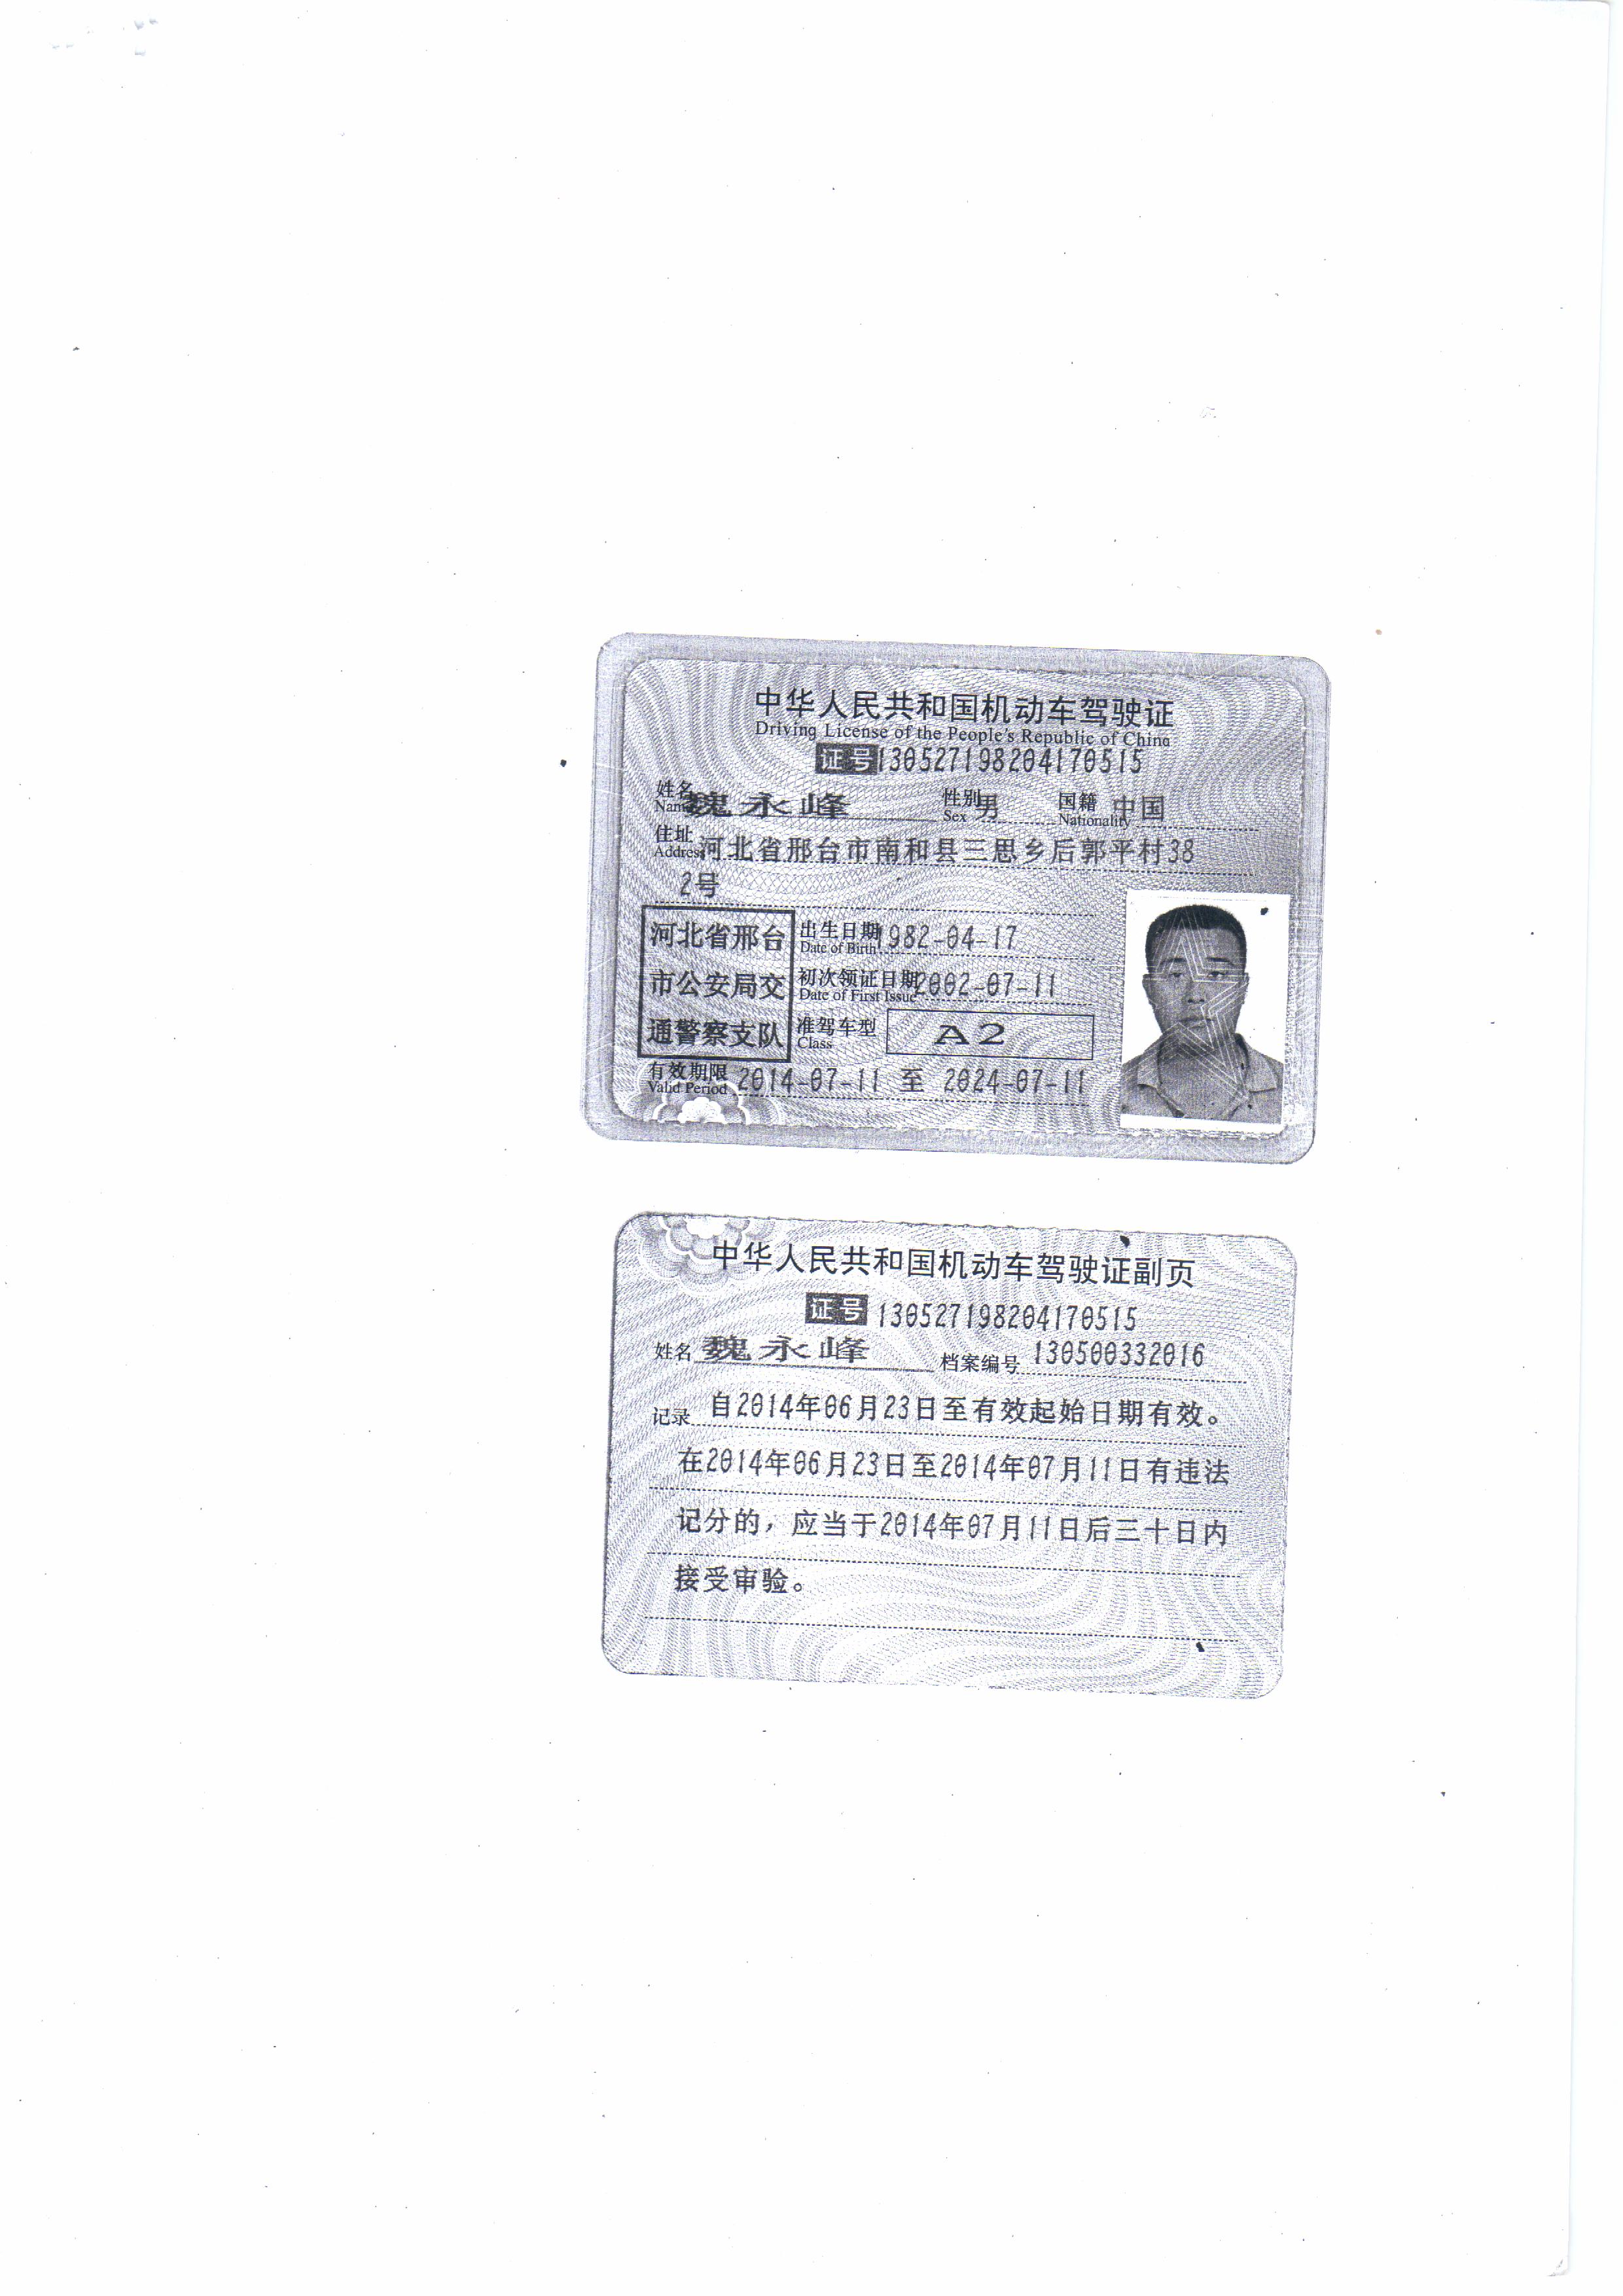 中华人民共和国机动车驾驶证
Driving License of the People's Republic of China
证号 130527198204170515
姓名 魏永峰 性别 男 国籍 中国
Name Sex Nationality
住址 河北省邢台市南和县三思乡后郭平村38
Address
2号
河北省邢台 出生日期 1982-04-17
Date of Birth
市公安局交 初次领证日期 2002-07-11
Date of First Issue
通警察支队 准驾车型 A2
Class
有效期限 2014-07-11 至 2024-07-11
Valid Period
中华人民共和国机动车驾驶证副页
证号 130527198204170515
姓名 魏永峰 档案编号 130500332016
记录 自2014年06月23日至有效起始日期有效。
在2014年06月23日至2014年07月11日有违法
记分的，应当于2014年07月11日后三十日内
接受审验。